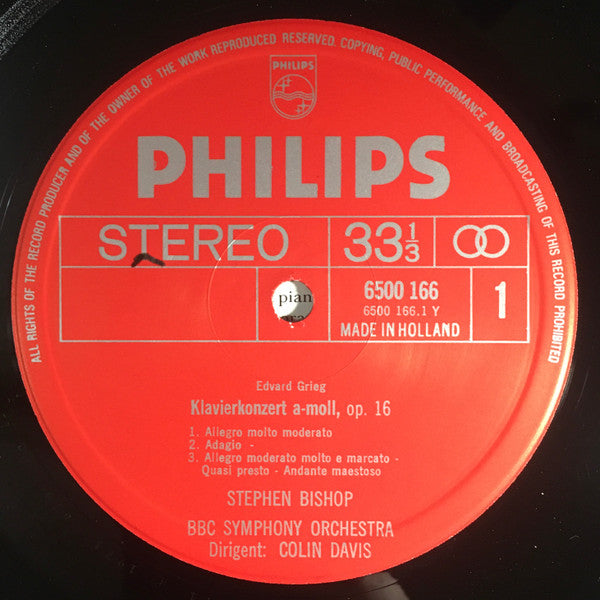 ALL RIGHTS OF THE RECORD PRODUCER AND OF THE OWNER OF THE WORK REPRODUCED RESERVED. COPYING, PUBLIC PERFORMANCE AND BROADCASTING OF THIS RECORD PROHIBITED
PHILIPS
PHILIPS
STEREO 33 1/3
pian 6500 166 1
6500 166.1 Y
MADE IN HOLLAND
Edvard Grieg
Klavierkonzert a-moll, op. 16
1. Allegro molto moderato
2. Adagio -
3. Allegro moderato molto e marcato -
Quasi presto - Andante maestoso
STEPHEN BISHOP
BBC SYMPHONY ORCHESTRA
Dirigent: COLIN DAVIS